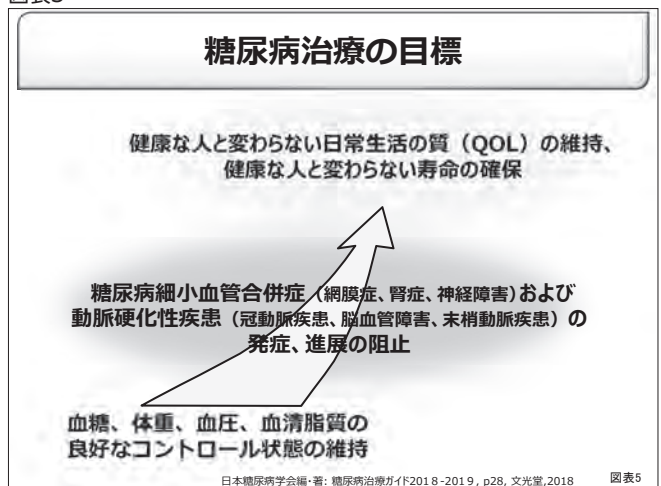 図表5
糖尿病治療の目標
健康な人と変わらない日常生活の質（QOL）の維持、
健康な人と変わらない寿命の確保
糖尿病細小血管合併症（網膜症、腎症、神経障害）および
動脈硬化性疾患（冠動脈疾患、脳血管障害、末梢動脈疾患）の
発症、進展の阻止
血糖、体重、血圧、血清脂質の
良好なコントロール状態の維持
日本糖尿病学会編・著: 糖尿病治療ガイド2018-2019, p28, 文光堂,2018
図表5